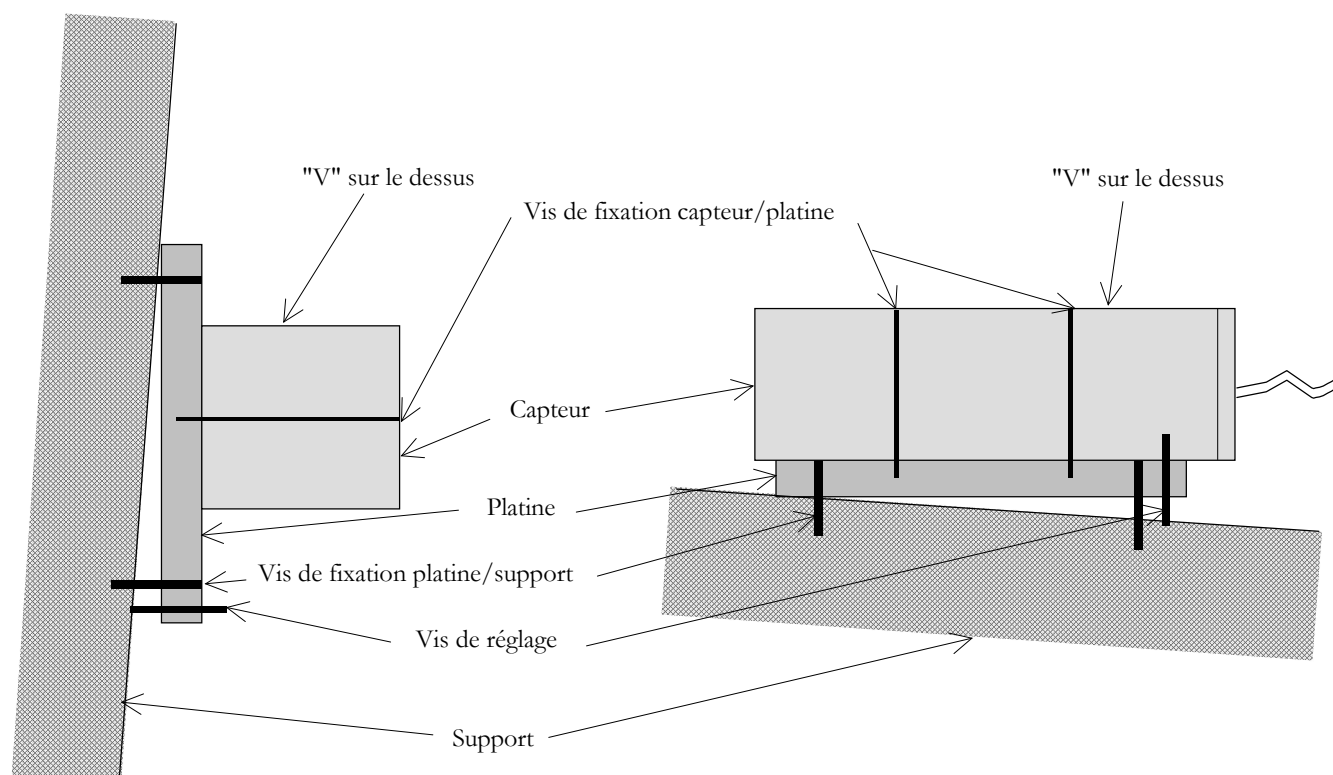 "V" sur le dessus
"V" sur le dessus
Vis de fixation capteur/platine
Capteur
Platine
Vis de fixation platine/support
Vis de réglage
Support